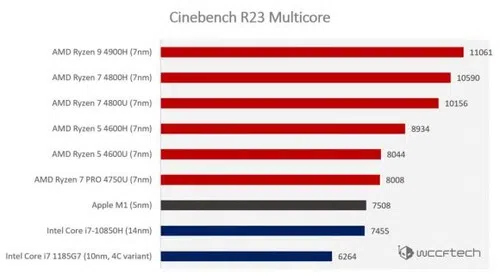 Cinebench R23 Multicore
AMD Ryzen 9 4900H (7nm) 11061
AMD Ryzen 7 4800H (7nm) 10590
AMD Ryzen 7 4800U (7nm) 10156
AMD Ryzen 5 4600H (7nm) 8934
AMD Ryzen 5 4600U (7nm) 8044
AMD Ryzen 7 PRO 4750U (7nm) 8008
Apple M1 (5nm) 7508
Intel Core i7-10850H (14nm) 7455
Intel Core i7 1185G7 (10nm, 4C variant) 6264
wccftech